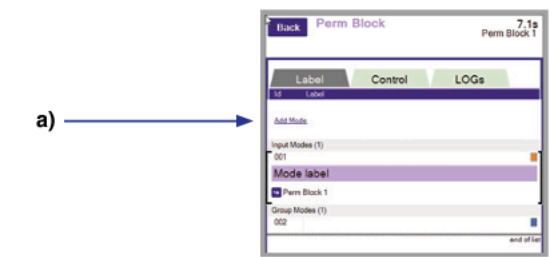 Back Perm Block 7.1s
Perm Block 1
Label Control LOGs
Id Label
a)
Add Mode
Input Modes (1)
001
Mode label
Perm Block 1
Group Modes (1)
002
end of list